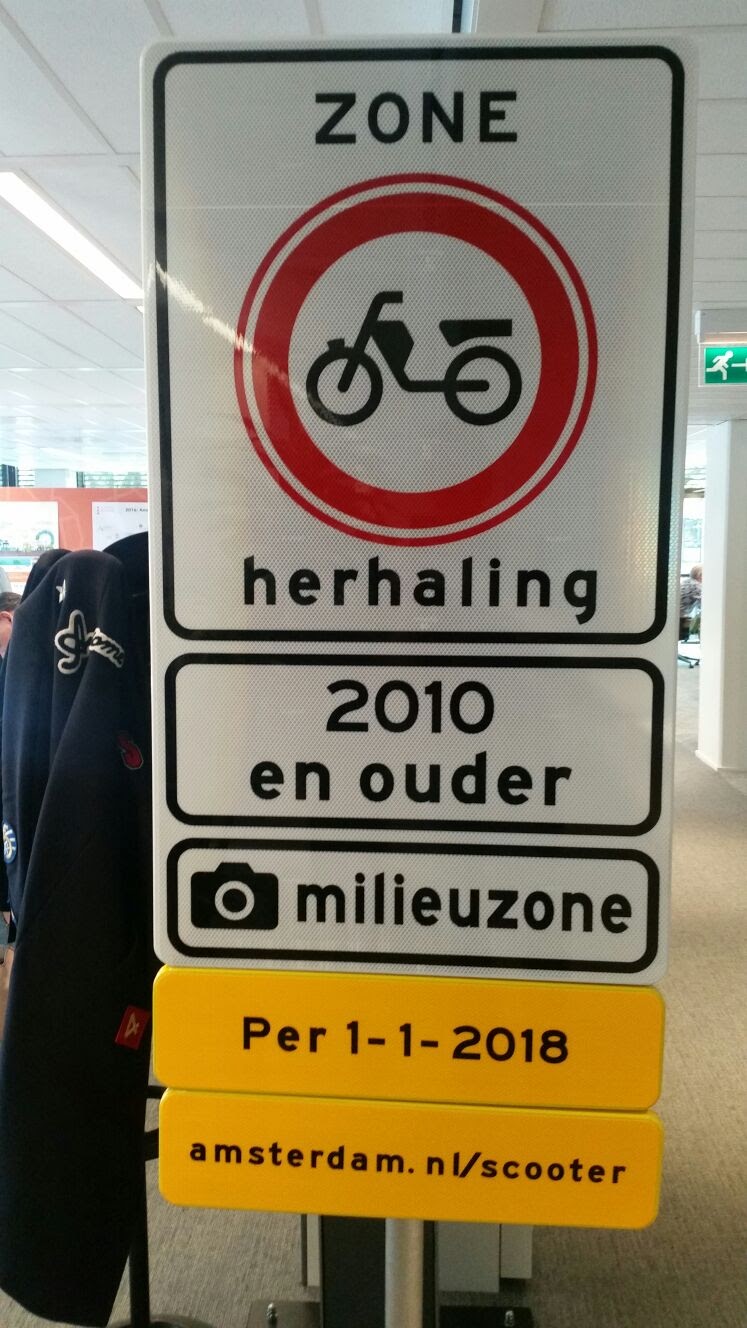 ZONE
herhaling
2010
en ouder
milieuzone
Per 1-1-2018
amsterdam.nl/scooter